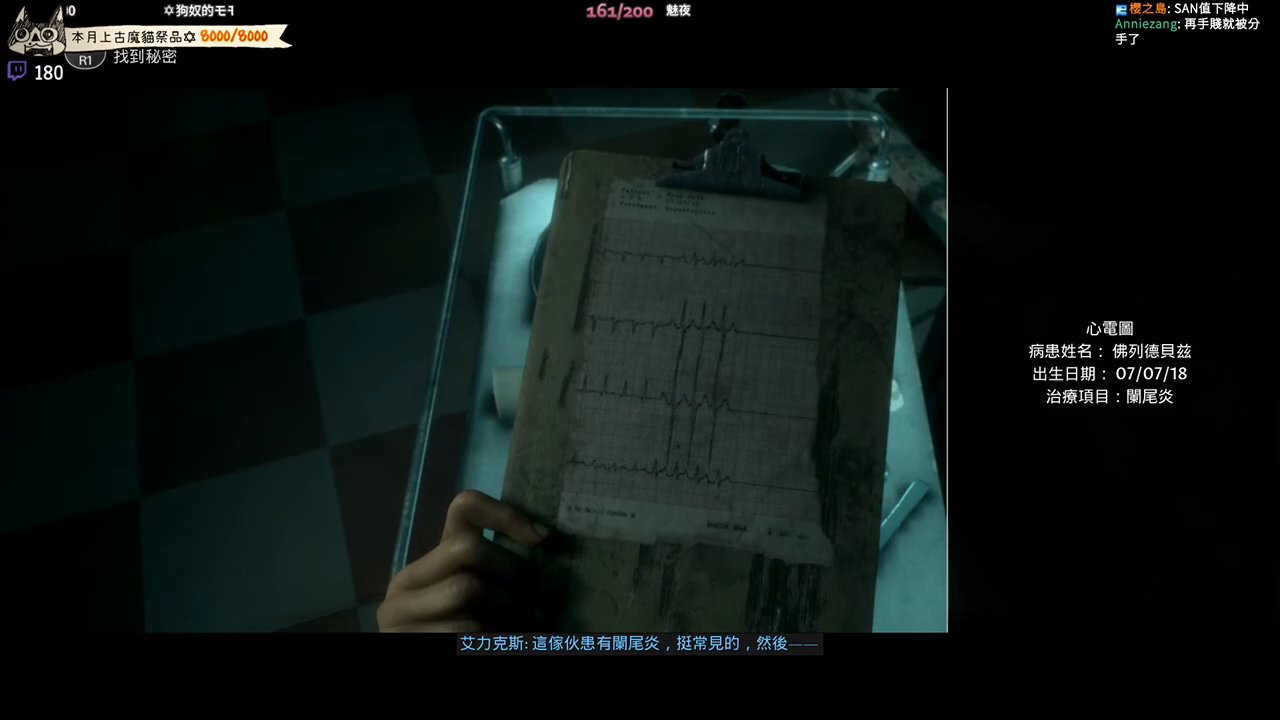 0
✡狗奴的モ
161/200 魅夜
櫻之島: SAN值下降中
Anniezang: 再手賤就被分
手了
本月上古魔貓祭品✡ 8000/8000
R1 找到秘密
180
心電圖
病患姓名： 佛列德貝茲
出生日期： 07/07/18
治療項目：闌尾炎
艾力克斯: 這傢伙患有闌尾炎，挺常見的，然後——